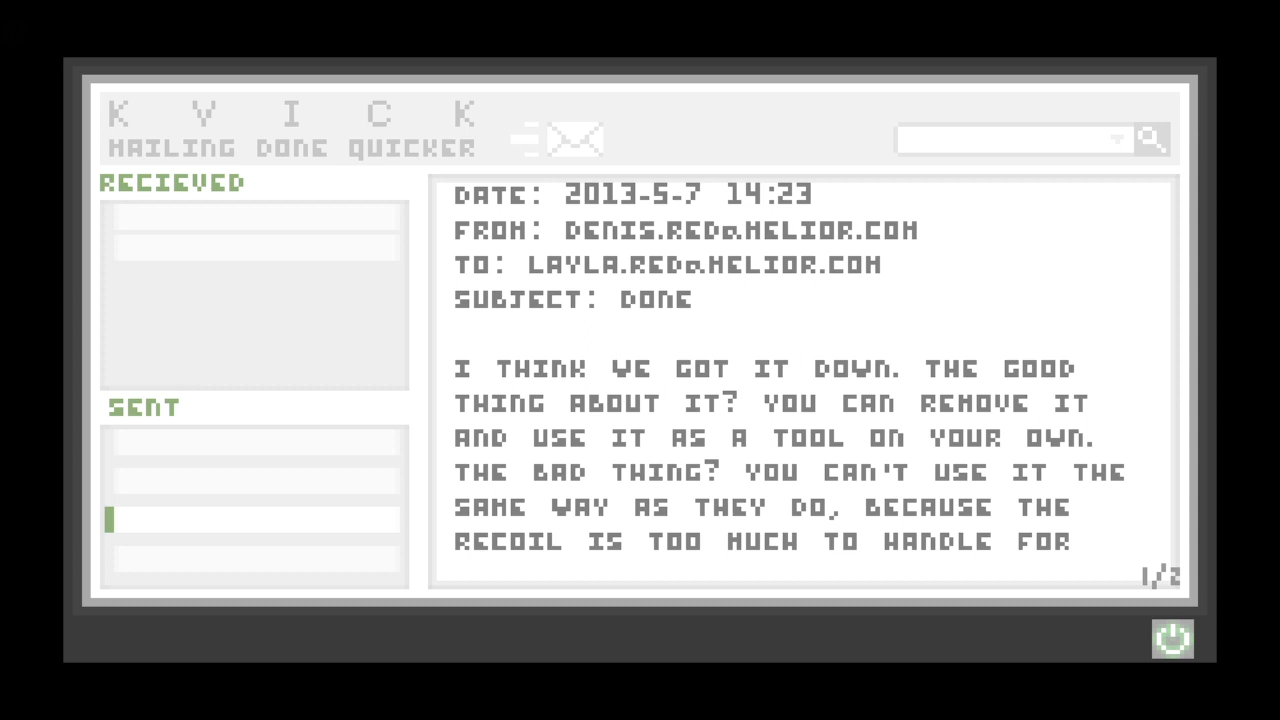 K V I C K
MAILING DONE QUICKER
RECIEVED
SENT
DATE: 2013-5-7 14:23
FROM: DENIS.RED@HELIOR.COM
TO: LAYLA.RED@HELIOR.COM
SUBJECT: DONE
I THINK WE GOT IT DOWN. THE GOOD
THING ABOUT IT? YOU CAN REMOVE IT
AND USE IT AS A TOOL ON YOUR OWN.
THE BAD THING? YOU CAN'T USE IT THE
SAME WAY AS THEY DO, BECAUSE THE
RECOIL IS TOO MUCH TO HANDLE FOR
1/2